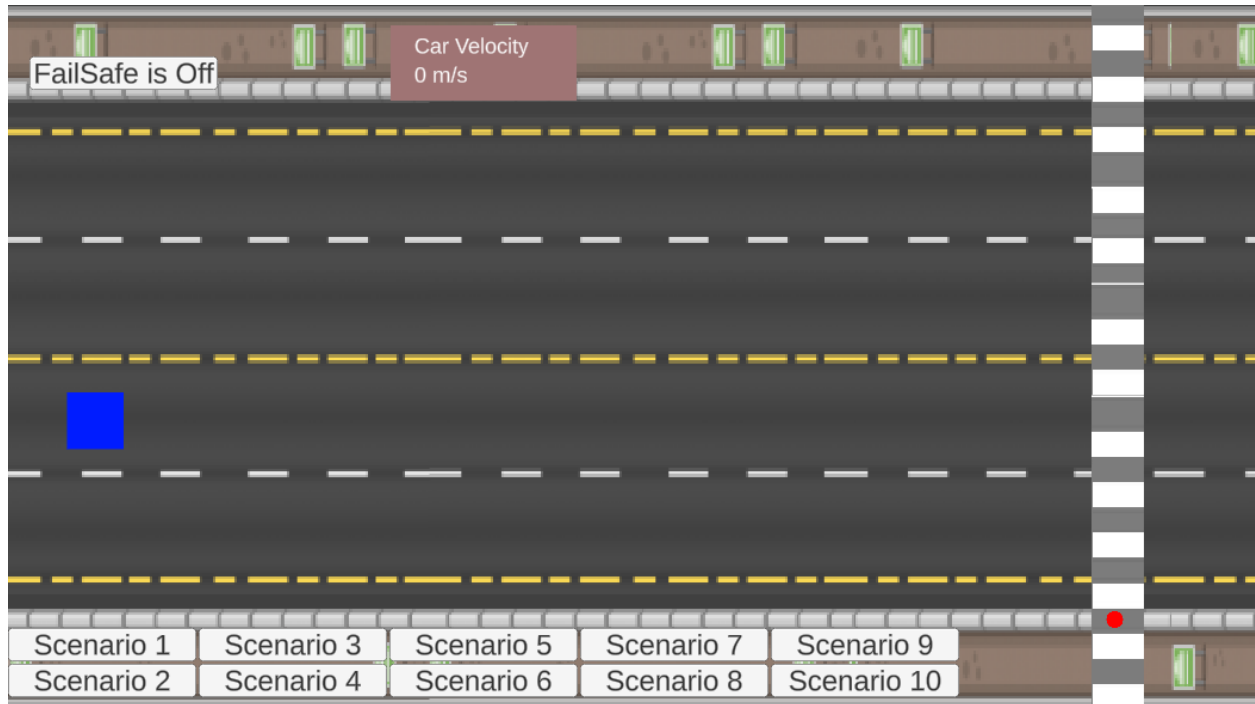 Car Velocity
0 m/s
FailSafe is Off
Scenario 1
Scenario 3
Scenario 5
Scenario 7
Scenario 9
Scenario 2
Scenario 4
Scenario 6
Scenario 8
Scenario 10